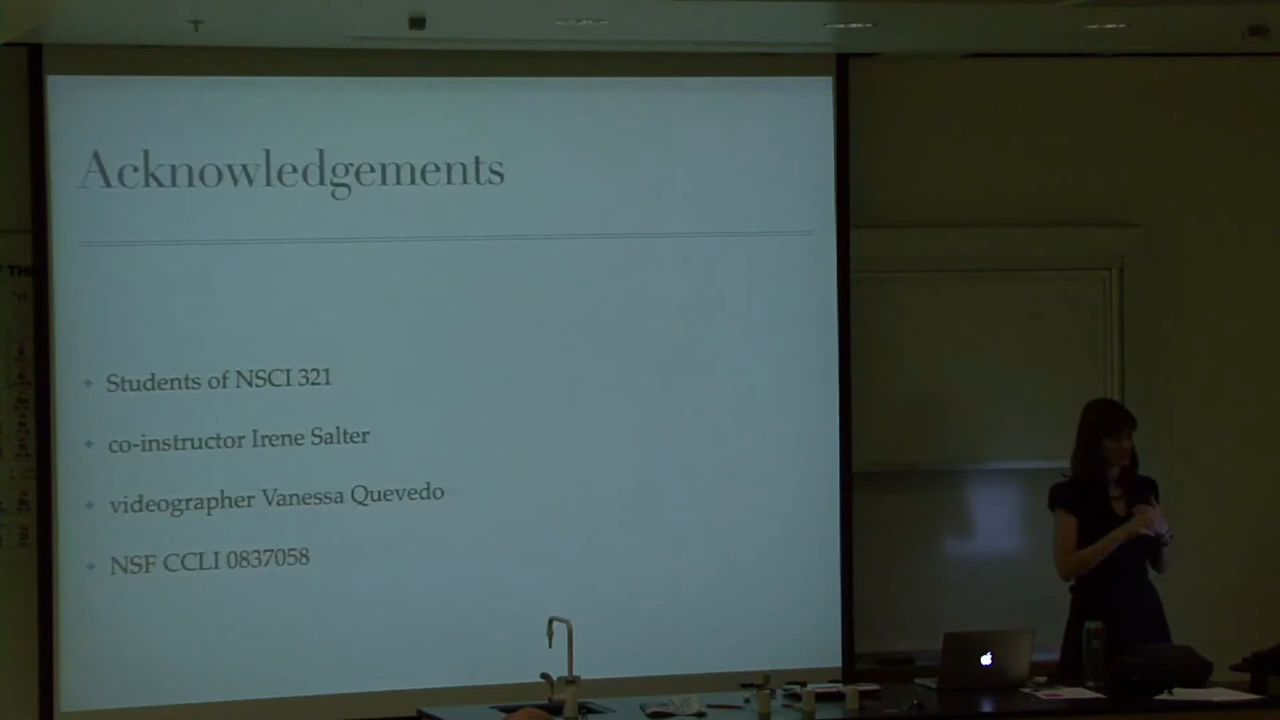 Acknowledgements
Students of NSCI 321
co-instructor Irene Salter
videographer Vanessa Quevedo
NSF CCLI 0837058